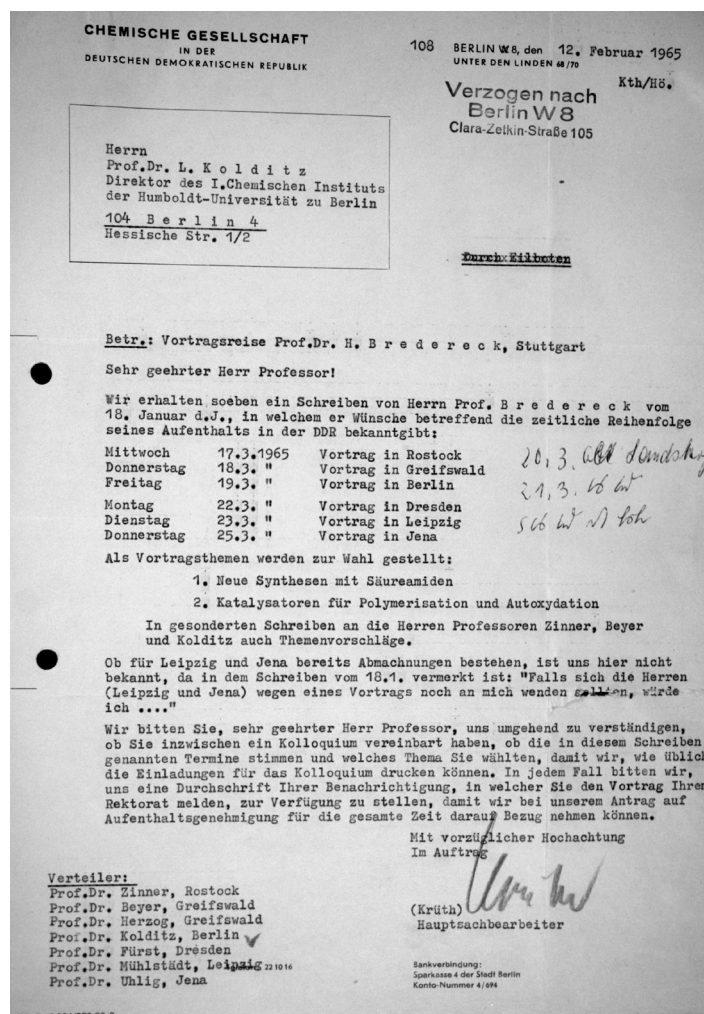 CHEMISCHE GESELLSCHAFT
IN DER
DEUTSCHEN DEMOKRATISCHEN REPUBLIK
108 BERLIN W 8, den 12. Februar 1965
UNTER DEN LINDEN 68/70
Kth/Hö.
Verzogen nach
Berlin W 8
Clara-Zetkin-Straße 105
Herrn
Prof.Dr. L. K o l d i t z
Direktor des I.Chemischen Instituts
der Humboldt-Universität zu Berlin
104 B e r l i n 4
Hessische Str. 1/2
Durch Eilboten
Betr.: Vortragsreise Prof.Dr. H. B r e d e r e c k, Stuttgart
Sehr geehrter Herr Professor!
Wir erhalten soeben ein Schreiben von Herrn Prof. B r e d e r e c k vom
18. Januar d.J., in welchem er Wünsche betreffend die zeitliche Reihenfolge
seines Aufenthalts in der DDR bekanntgibt:
Mittwoch 17.3.1965 Vortrag in Rostock
Donnerstag 18.3. " Vortrag in Greifswald
Freitag 19.3. " Vortrag in Berlin
Montag 22.3. " Vortrag in Dresden
Dienstag 23.3. " Vortrag in Leipzig
Donnerstag 25.3. " Vortrag in Jena
20.3.
21.3.
Als Vortragsthemen werden zur Wahl gestellt:
1. Neue Synthesen mit Säureamiden
2. Katalysatoren für Polymerisation und Autoxydation
In gesonderten Schreiben an die Herren Professoren Zinner, Beyer
und Kolditz auch Themenvorschläge.
Ob für Leipzig und Jena bereits Abmachnungen bestehen, ist uns hier nicht
bekannt, da in dem Schreiben vom 18.1. vermerkt ist: "Falls sich die Herren
(Leipzig und Jena) wegen eines Vortrags noch an mich wenden sollten, würde
ich ...."
Wir bitten Sie, sehr geehrter Herr Professor, uns umgehend zu verständigen,
ob Sie inzwischen ein Kolloquium vereinbart haben, ob die in diesem Schreiben
genannten Termine stimmen und welches Thema Sie wählten, damit wir, wie üblich
die Einladungen für das Kolloquium drucken können. In jedem Fall bitten wir,
uns eine Durchschrift Ihrer Benachrichtigung, in welcher Sie den Vortrag Ihrem
Rektorat melden, zur Verfügung zu stellen, damit wir bei unserem Antrag auf
Aufenthaltsgenehmigung für die gesamte Zeit darauf Bezug nehmen können.
Mit vorzüglicher Hochachtung
Im Auftrag
(Krüth)
Hauptsachbearbeiter
Verteiler:
Prof.Dr. Zinner, Rostock
Prof.Dr. Beyer, Greifswald
Prof.Dr. Herzog, Greifswald
Prof.Dr. Kolditz, Berlin
Prof.Dr. Fürst, Dresden
Prof.Dr. Mühlstädt, Leipzig 22 10 16
Prof.Dr. Uhlig, Jena
Bankverbindung:
Sparkasse 4 der Stadt Berlin
Konto-Nummer 4/694